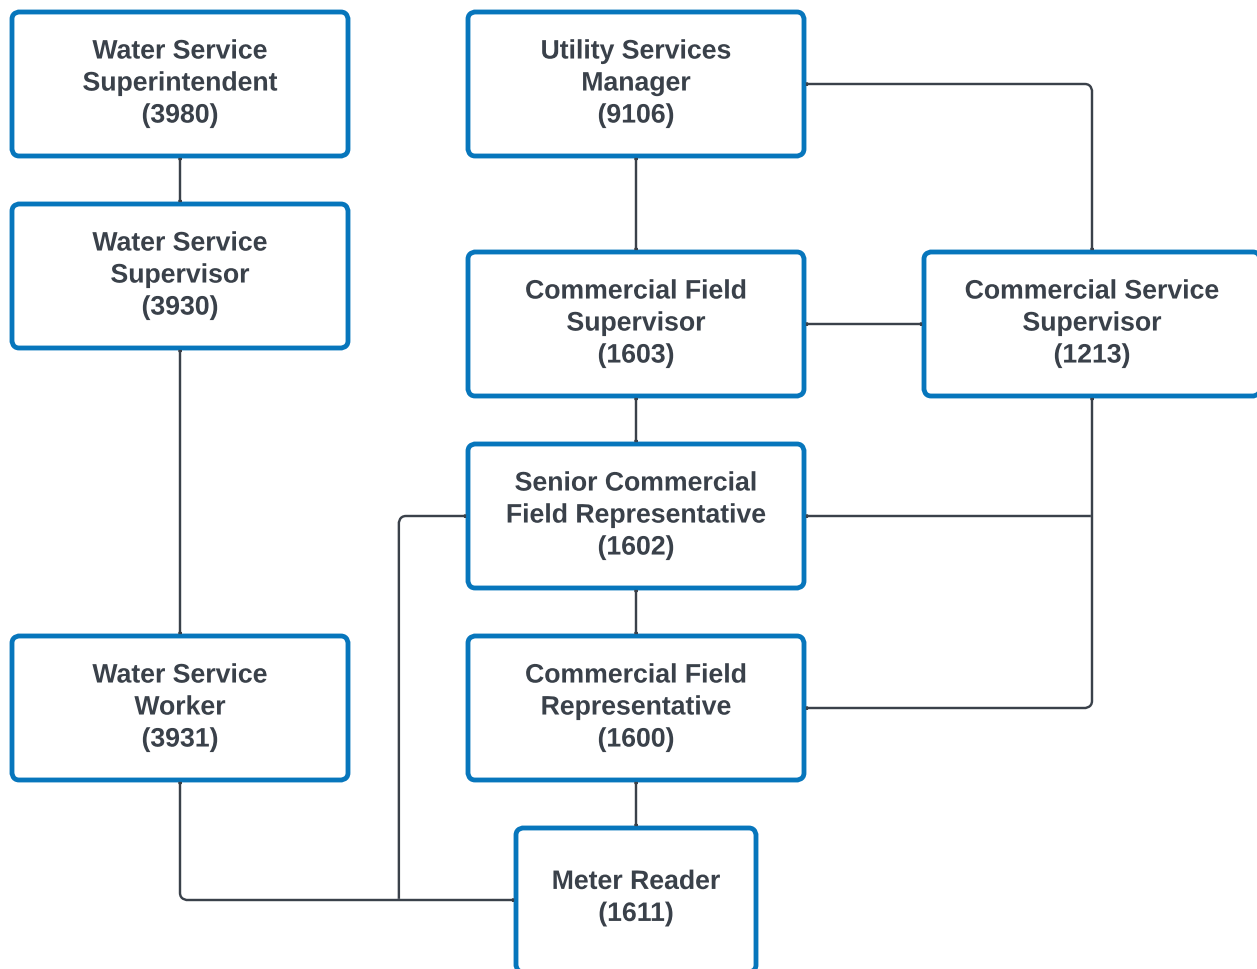 Water Service
Superintendent
(3980)
Utility Services
Manager
(9106)
Water Service
Supervisor
(3930)
Commercial Field
Supervisor
(1603)
Commercial Service
Supervisor
(1213)
Senior Commercial
Field Representative
(1602)
Water Service
Worker
(3931)
Commercial Field
Representative
(1600)
Meter Reader
(1611)